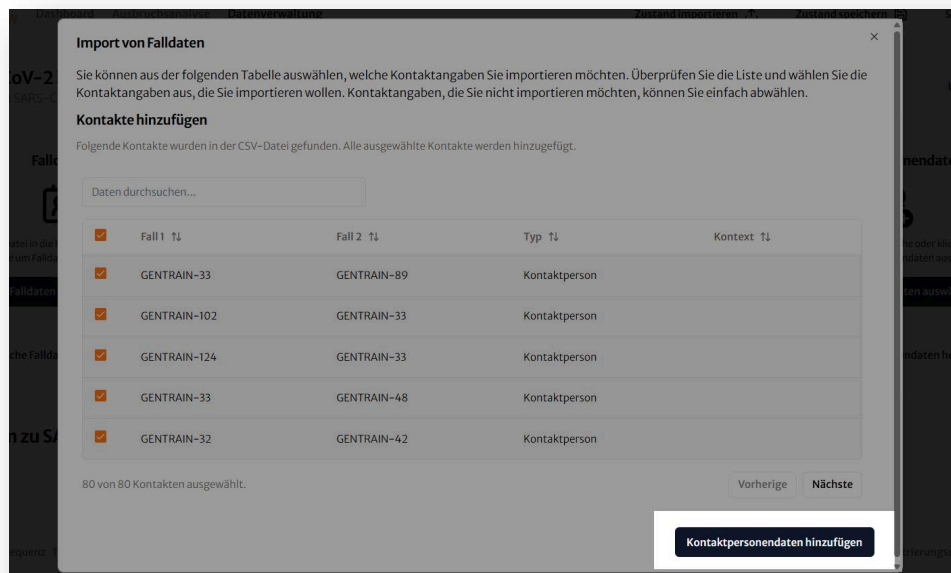 Dashboard Ausbruchsanalyse Datenverwaltung Zustand importieren Zustand speichern
Import von Falldaten
Sie können aus der folgenden Tabelle auswählen, welche Kontaktangaben Sie importieren möchten. Überprüfen Sie die Liste und wählen Sie die
Kontaktangaben aus, die Sie importieren wollen. Kontaktangaben, die Sie nicht importieren möchten, können Sie einfach abwählen.
Kontakte hinzufügen
Folgende Kontakte wurden in der CSV-Datei gefunden. Alle ausgewählte Kontakte werden hinzugefügt.
Daten durchsuchen...
Fall 1 Fall 2 Typ Kontext
GENTRAIN-33 GENTRAIN-89 Kontaktperson
GENTRAIN-102 GENTRAIN-33 Kontaktperson
GENTRAIN-124 GENTRAIN-33 Kontaktperson
GENTRAIN-33 GENTRAIN-48 Kontaktperson
GENTRAIN-32 GENTRAIN-42 Kontaktperson
80 von 80 Kontakten ausgewählt.
Vorherige Nächste
Kontaktpersonendaten hinzufügen